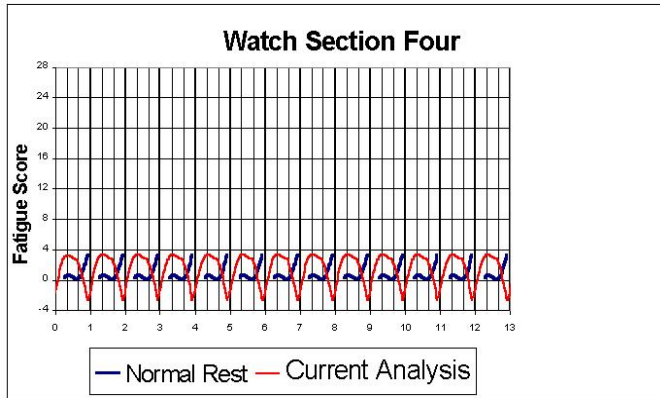 Watch Section Four
Fatigue Score
28
24
20
16
12
8
4
0
-4
0 1 2 3 4 5 6 7 8 9 10 11 12 13
Normal Rest Current Analysis